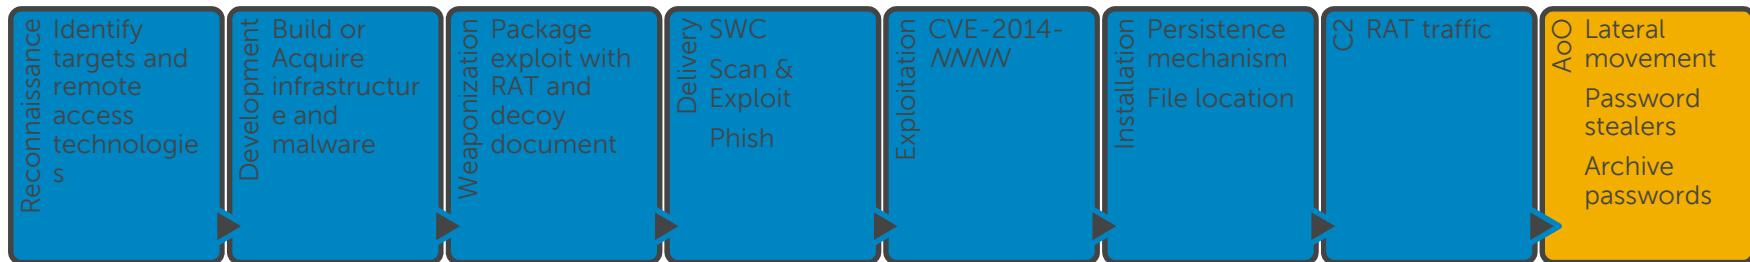 Reconnaissance
Identify
targets and
remote
access
technologie
s
Development
Build or
Acquire
infrastructur
e and
malware
Weaponization
Package
exploit with
RAT and
decoy
document
Delivery
SWC
Scan &
Exploit
Phish
Exploitation
CVE-2014-
NNNN
Installation
Persistence
mechanism
File location
C2
RAT traffic
AoO
Lateral
movement
Password
stealers
Archive
passwords